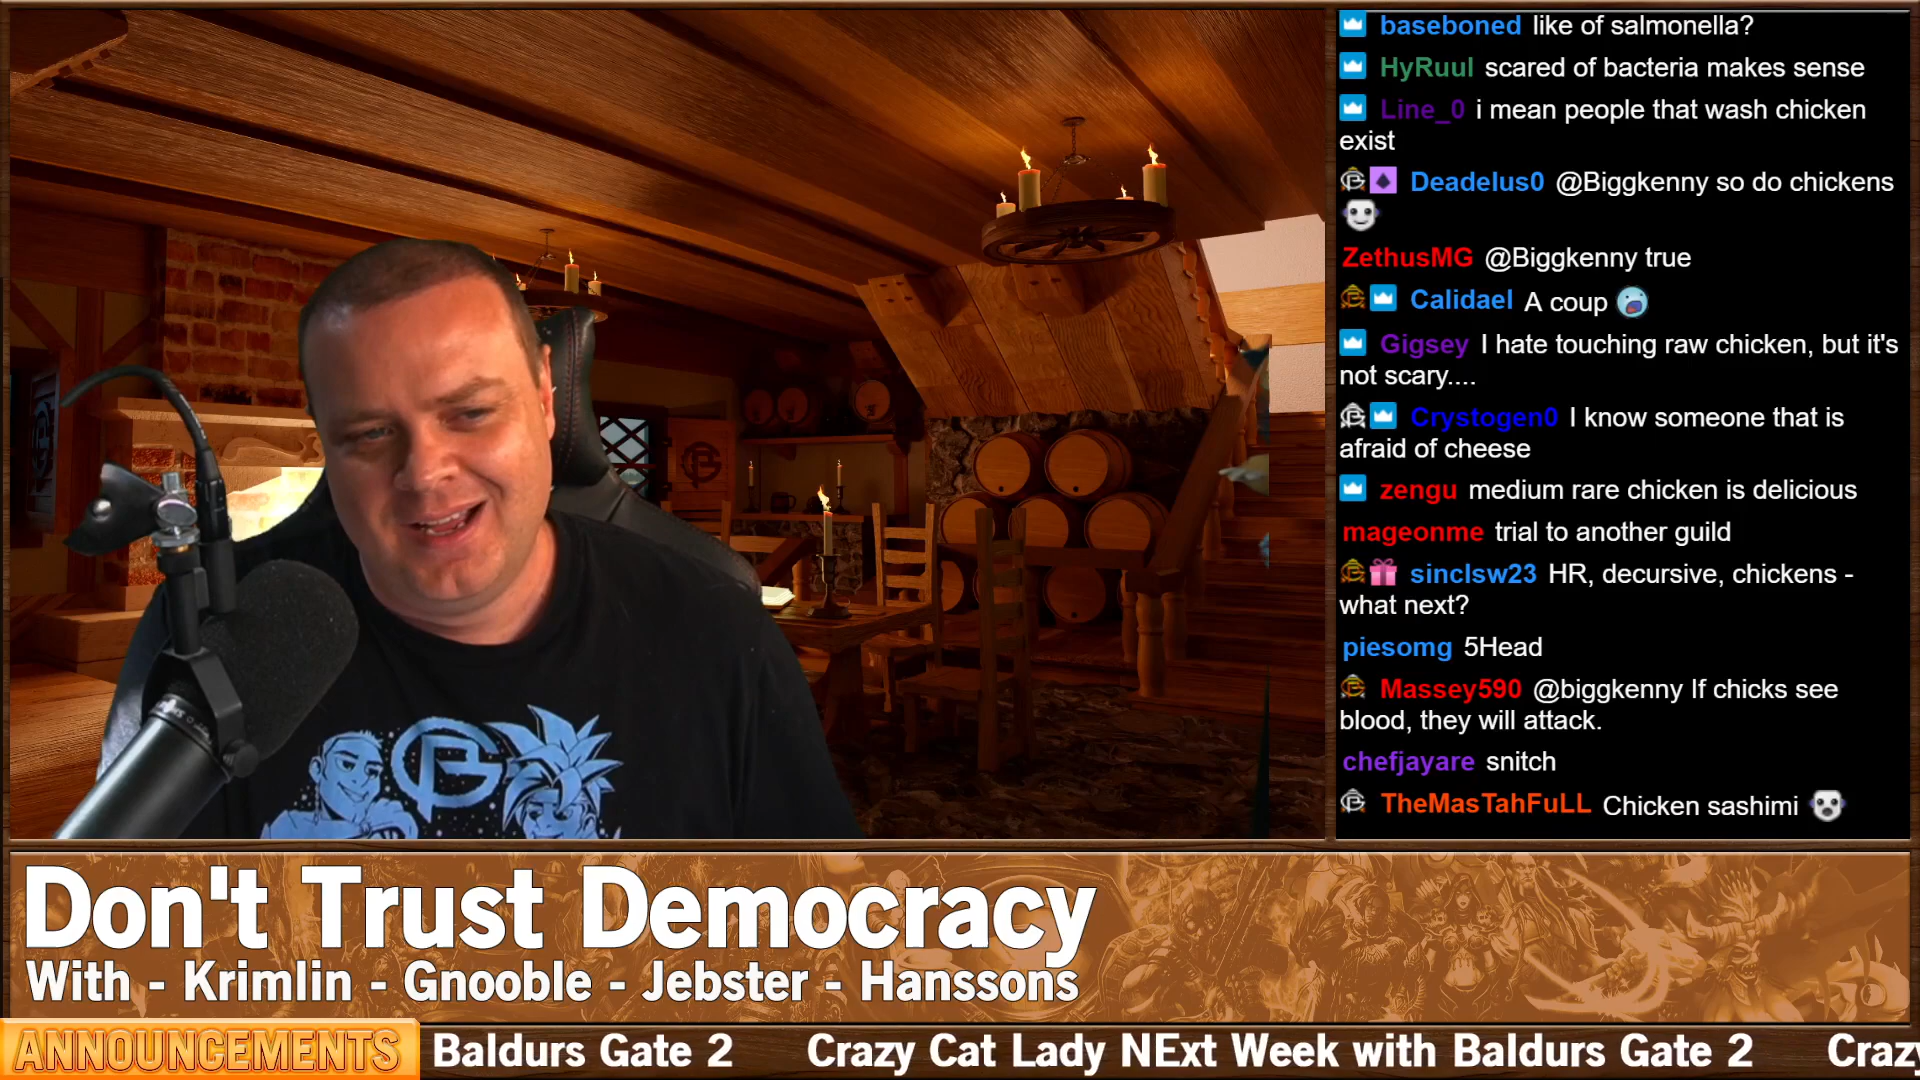 baseboned like of salmonella?
HyRuul scared of bacteria makes sense
Line_0 i mean people that wash chicken
exist
Deadelus0 @Biggkenny so do chickens
ZethusMG @Biggkenny true
Calidael A coup
Gigsey I hate touching raw chicken, but it's
not scary....
Crystogen0 I know someone that is
afraid of cheese
zengu medium rare chicken is delicious
mageonme trial to another guild
sinclsw23 HR, decursive, chickens -
what next?
piesomg 5Head
Massey590 @biggkenny If chicks see
blood, they will attack.
chefjayare snitch
TheMasTahFuLL Chicken sashimi
Don't Trust Democracy
With - Krimlin - Gnooble - Jebster - Hanssons
ANNOUNCEMENTS Baldurs Gate 2 Crazy Cat Lady NExt Week with Baldurs Gate 2 Crazy